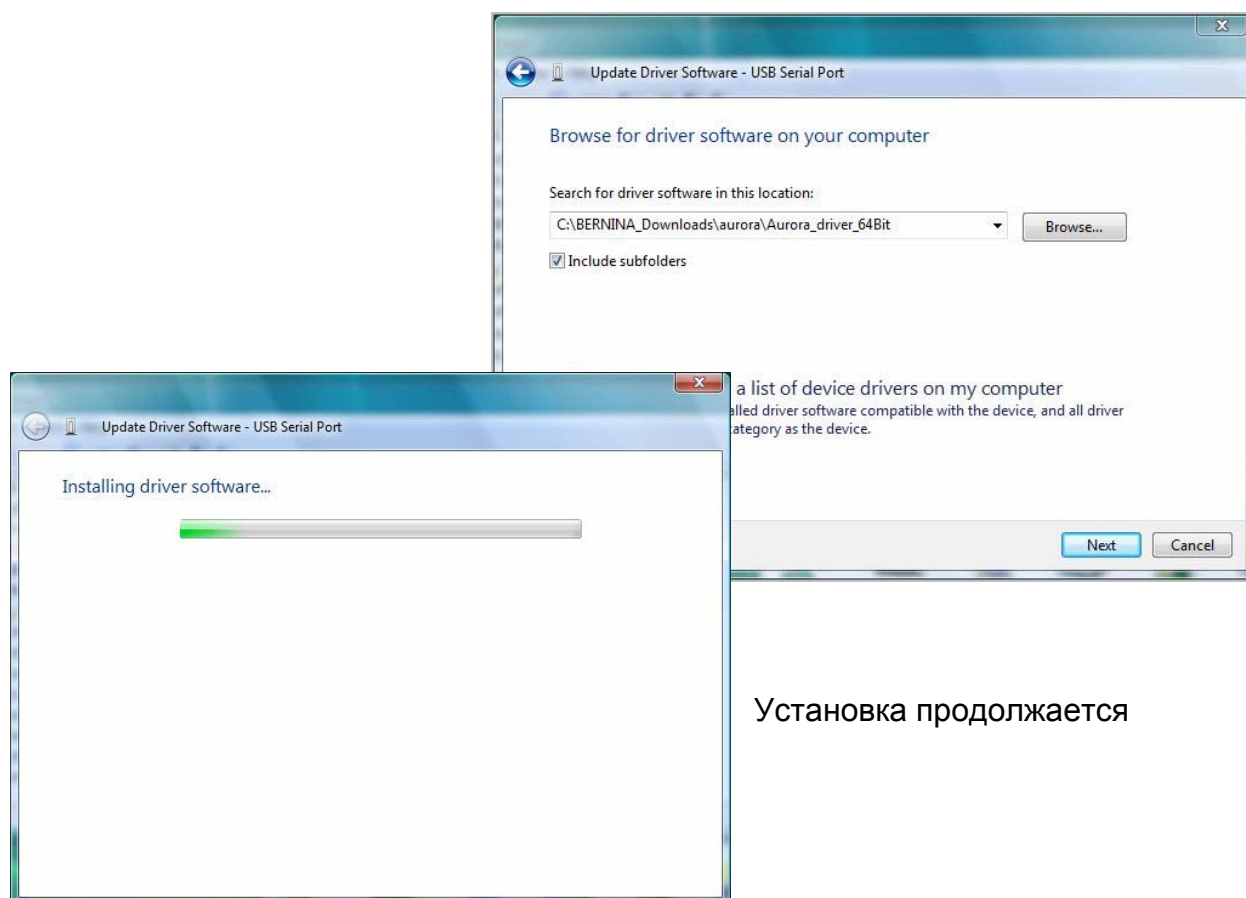 Update Driver Software - USB Serial Port
Browse for driver software on your computer
Search for driver software in this location:
C:\BERNINA_Downloads\aurora\Aurora_driver_64Bit
Browse...
Include subfolders
a list of device drivers on my computer
driver software compatible with the device, and all driver
as the device.
Next Cancel
Update Driver Software - USB Serial Port
Installing driver software...
Установка продолжается